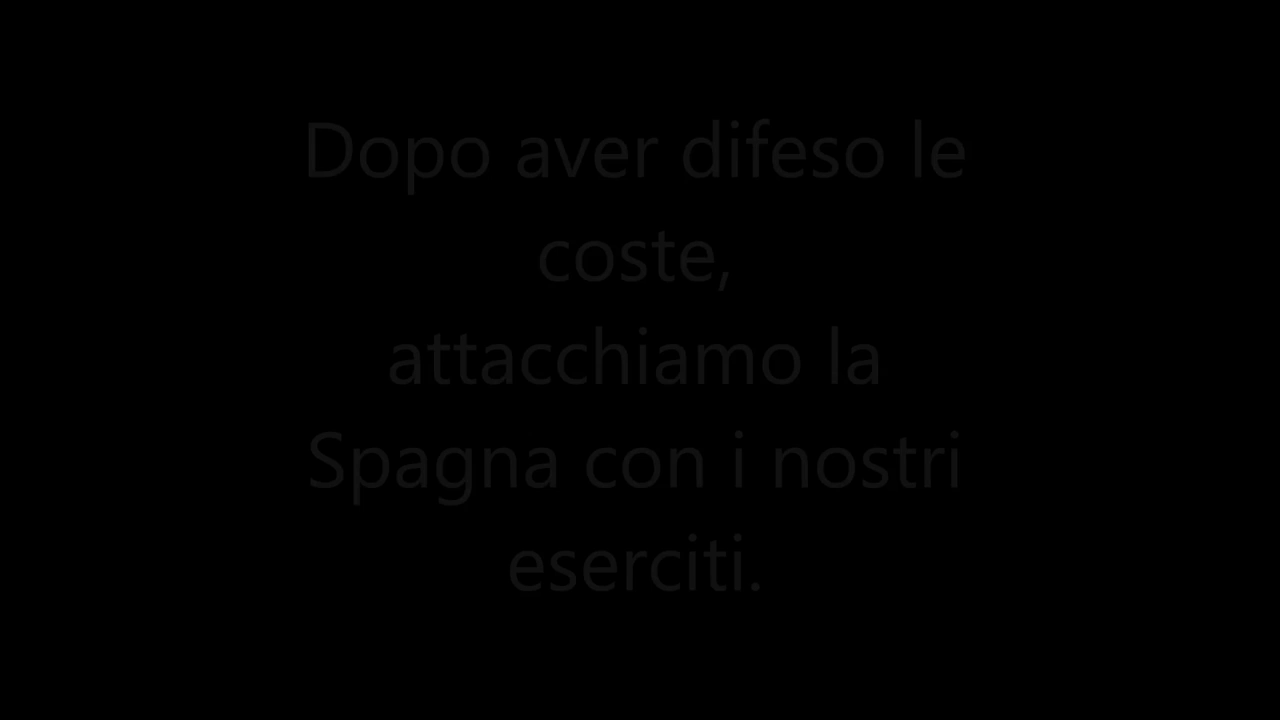 Dopo aver difeso le
coste,
attacchiamo la
Spagna con i nostri
eserciti.